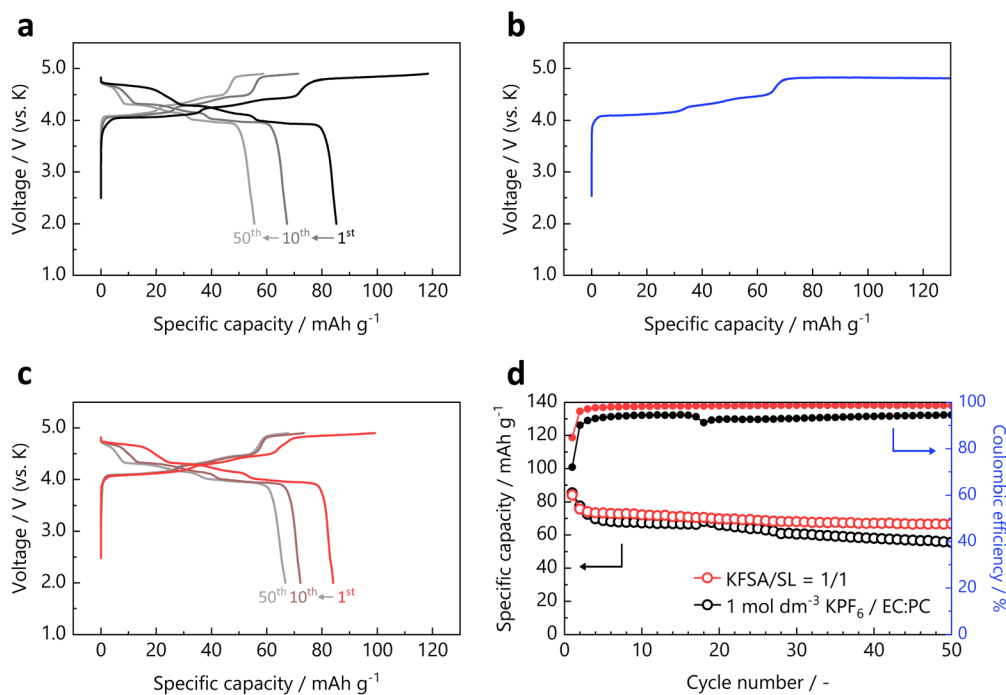 a
5.0
4.0
3.0
2.0
1.0
Voltage / V (vs. K)
50th ← 10th ← 1st
0 20 40 60 80 100 120
Specific capacity / mAh g-1
b
5.0
4.0
3.0
2.0
1.0
Voltage / V (vs. K)
0 20 40 60 80 100 120
Specific capacity / mAh g-1
c
5.0
4.0
3.0
2.0
1.0
Voltage / V (vs. K)
50th 10th ← 1st
0 20 40 60 80 100 120
Specific capacity / mAh g-1
d
140
120
100
80
60
40
20
0
Specific capacity / mAh g-1
100
80
60
40
20
0
Coulombic efficiency / %
KFSA/SL = 1/1
1 mol dm-3 KPF6 / EC:PC
0 10 20 30 40 50
Cycle number / -